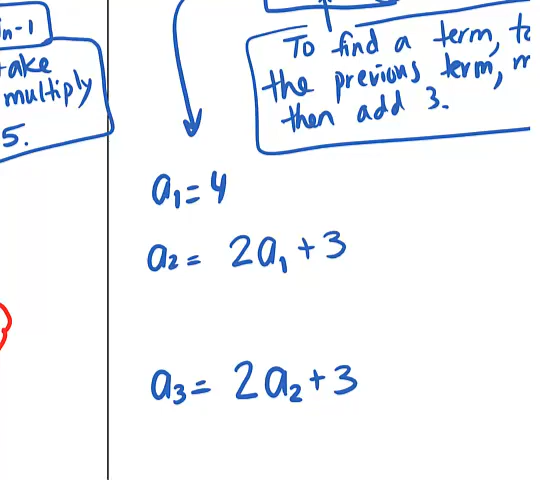 n-1
take
multiply
5.
To find a term,
the previous term,
then add 3.
a₁ = 4
a₂ = 2a₁ + 3
a₃ = 2a₂ + 3